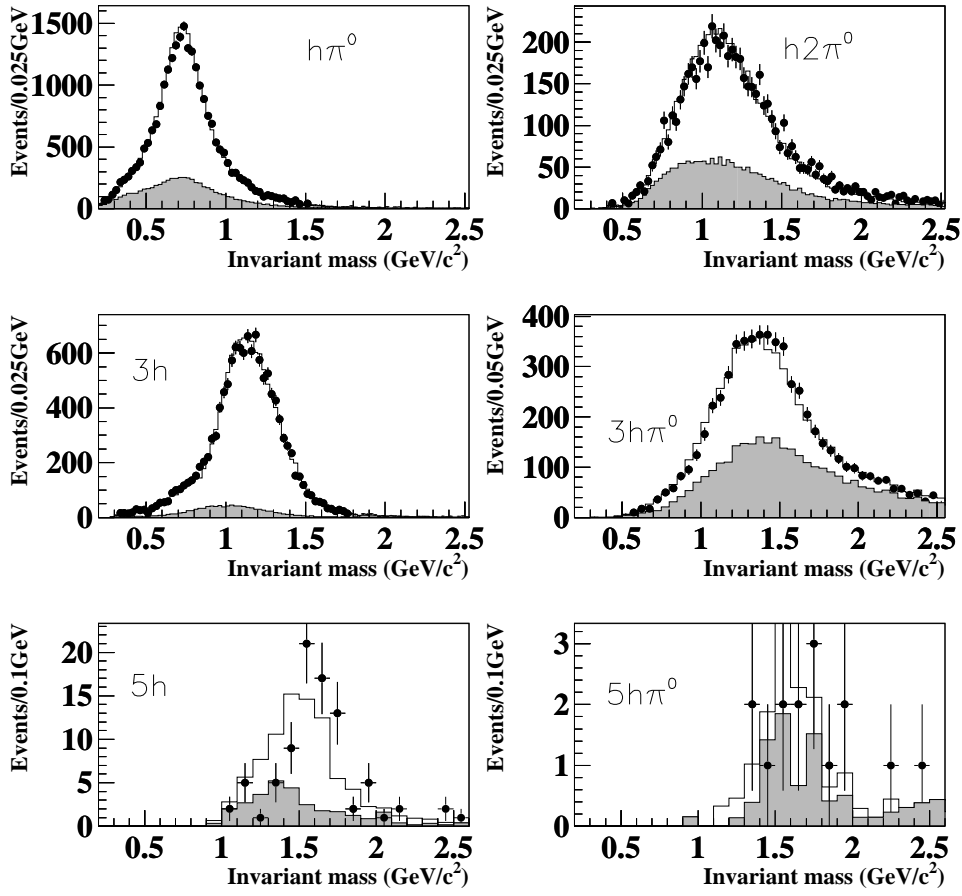 Events/0.025GeV
1500
1000
500
0
hπ⁰
0.5 1 1.5 2 2.5
Invariant mass (GeV/c²)
Events/0.025GeV
200
150
100
50
0
h2π⁰
0.5 1 1.5 2 2.5
Invariant mass (GeV/c²)
Events/0.025GeV
600
400
200
0
3h
0.5 1 1.5 2 2.5
Invariant mass (GeV/c²)
Events/0.05GeV
400
300
200
100
0
3hπ⁰
0.5 1 1.5 2 2.5
Invariant mass (GeV/c²)
Events/0.1GeV
20
15
10
5
0
5h
0.5 1 1.5 2 2.5
Invariant mass (GeV/c²)
Events/0.1GeV
3
2
1
0
5hπ⁰
0.5 1 1.5 2 2.5
Invariant mass (GeV/c²)